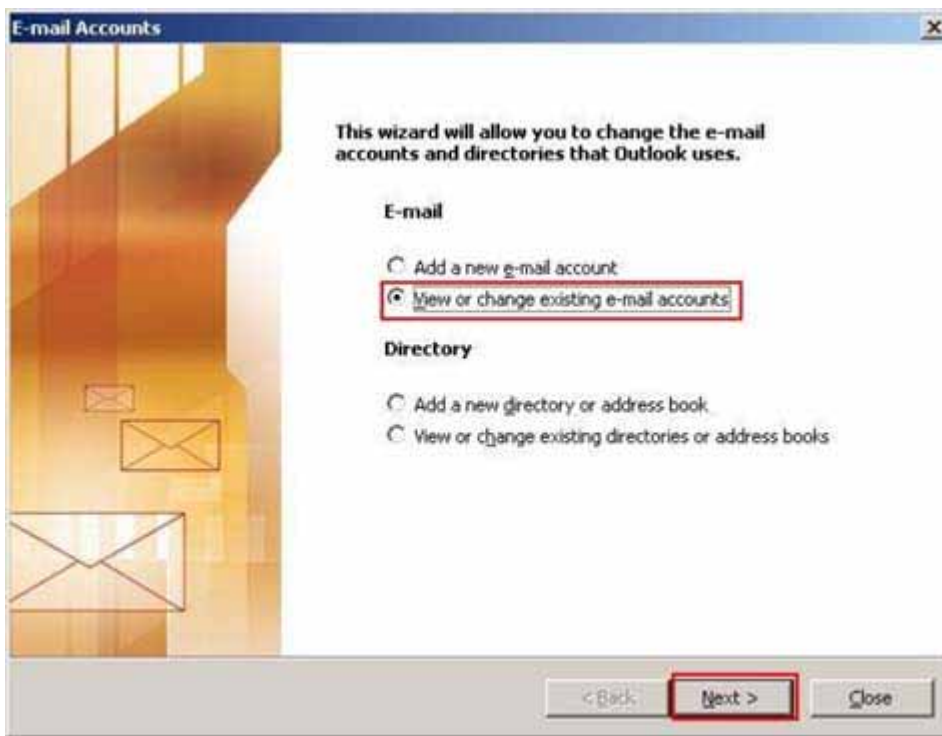 E-mail Accounts
This wizard will allow you to change the e-mail
accounts and directories that Outlook uses.
E-mail
Add a new e-mail account
View or change existing e-mail accounts
Directory
Add a new directory or address book
View or change existing directories or address books
< Back
Next >
Close